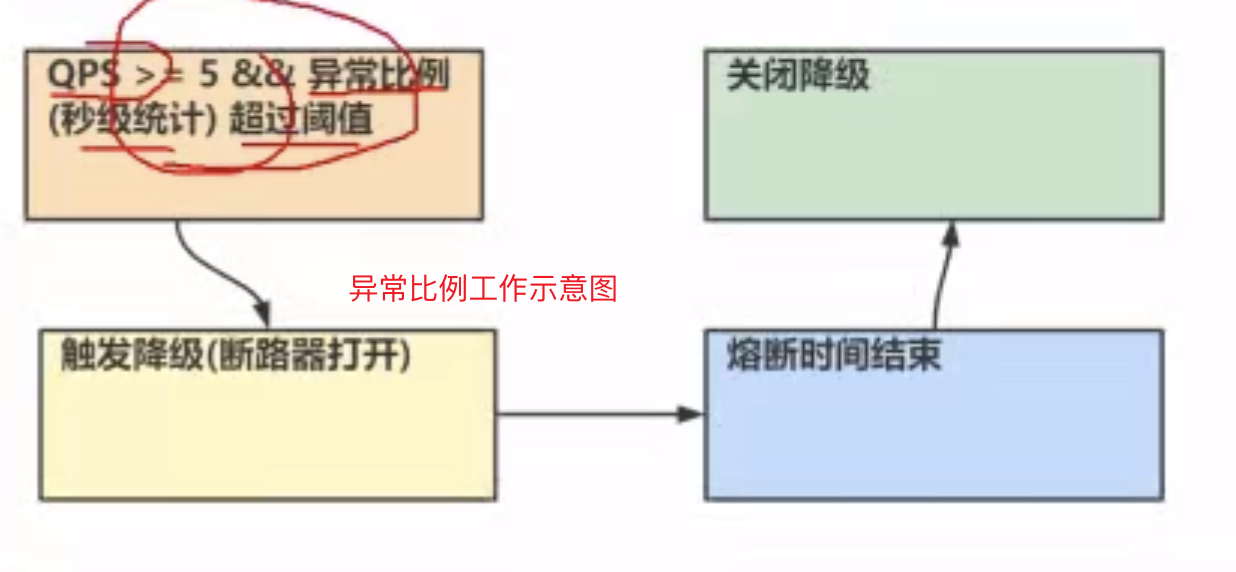 QPS >= 5 && 异常比例
(秒级统计) 超过阈值
关闭降级
异常比例工作示意图
触发降级(断路器打开)
熔断时间结束